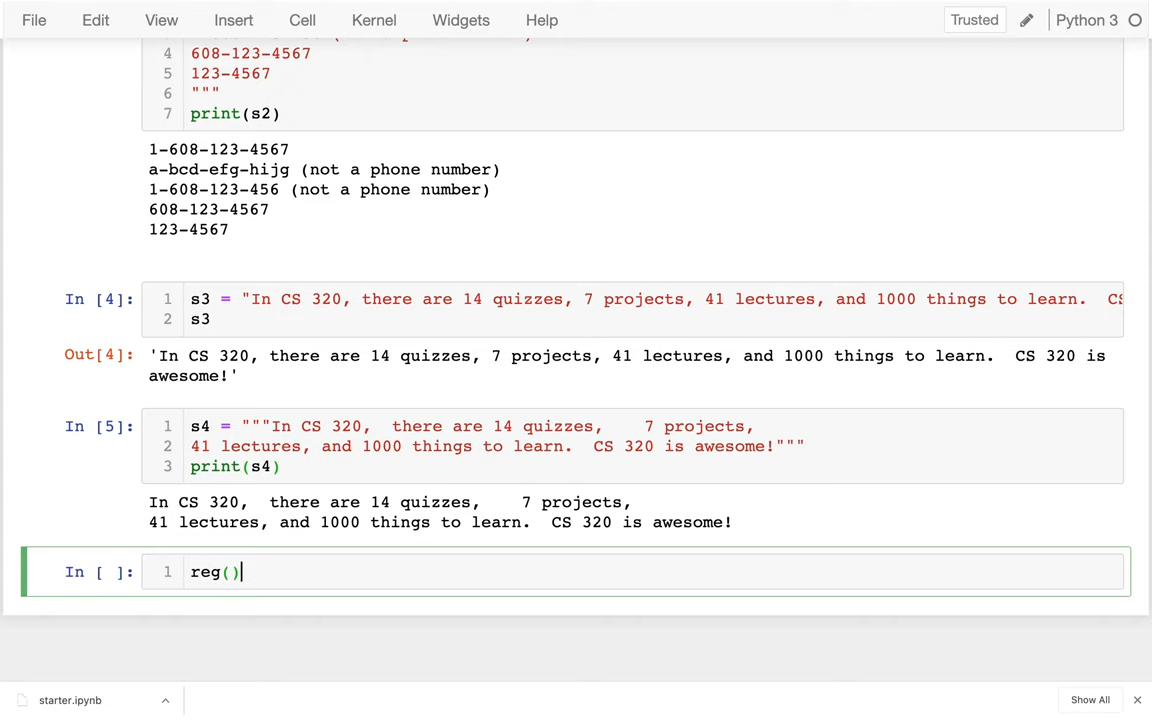 File Edit View Insert Cell Kernel Widgets Help Trusted Python 3
4 608-123-4567
5 123-4567
6 """
7 print(s2)
1-608-123-4567
a-bcd-efg-hijg (not a phone number)
1-608-123-456 (not a phone number)
608-123-4567
123-4567
In [4]: 1 s3 = "In CS 320, there are 14 quizzes, 7 projects, 41 lectures, and 1000 things to learn.  CS
2 s3
Out[4]: 'In CS 320, there are 14 quizzes, 7 projects, 41 lectures, and 1000 things to learn.  CS 320 is
awesome!'
In [5]: 1 s4 = """In CS 320,  there are 14 quizzes,    7 projects,
2 41 lectures, and 1000 things to learn.  CS 320 is awesome!"""
3 print(s4)
In CS 320,  there are 14 quizzes,    7 projects,
41 lectures, and 1000 things to learn.  CS 320 is awesome!
In [ ]: 1 reg()
starter.ipynb Show All